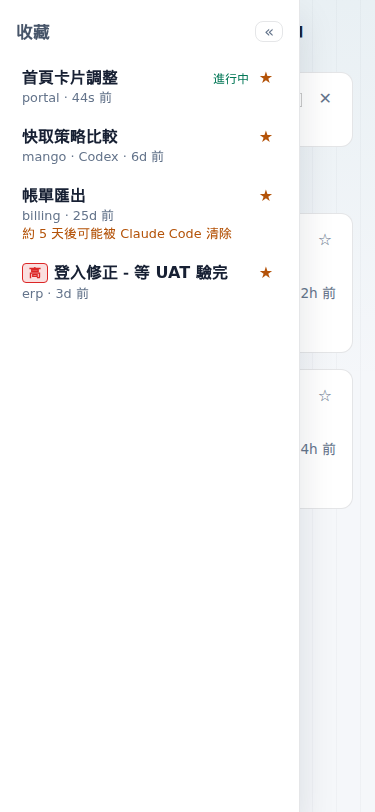 收藏
«
首頁卡片調整 進行中 ★
portal · 44s 前
快取策略比較 ★
mango · Codex · 6d 前
帳單匯出 ★
billing · 25d 前
約 5 天後可能被 Claude Code 清除
高 登入修正 - 等 UAT 驗完 ★
erp · 3d 前
✕
☆
2h 前
☆
4h 前